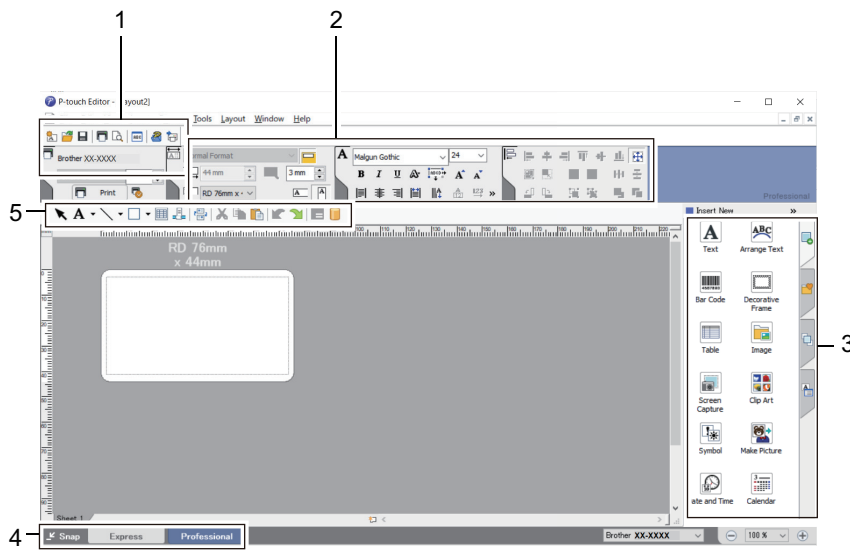 1
2
P-touch Editor - ayout2]
Tools Layout Window Help
Brother XX-XXXX
rmal Format
A Malgun Gothic 24
44 mm
3 mm
B I U
Print
RD 76mm x
A A
Professional
5
A
Insert New
RD 76mm
x 44mm
A ABC
Text Arrange Text
Bar Code Decorative
Frame
Table Image
3
Screen
Capture
Clip Art
Symbol Make Picture
ate and Time Calendar
Sheet 1
4
Snap Express Professional
Brother XX-XXXX
100 %